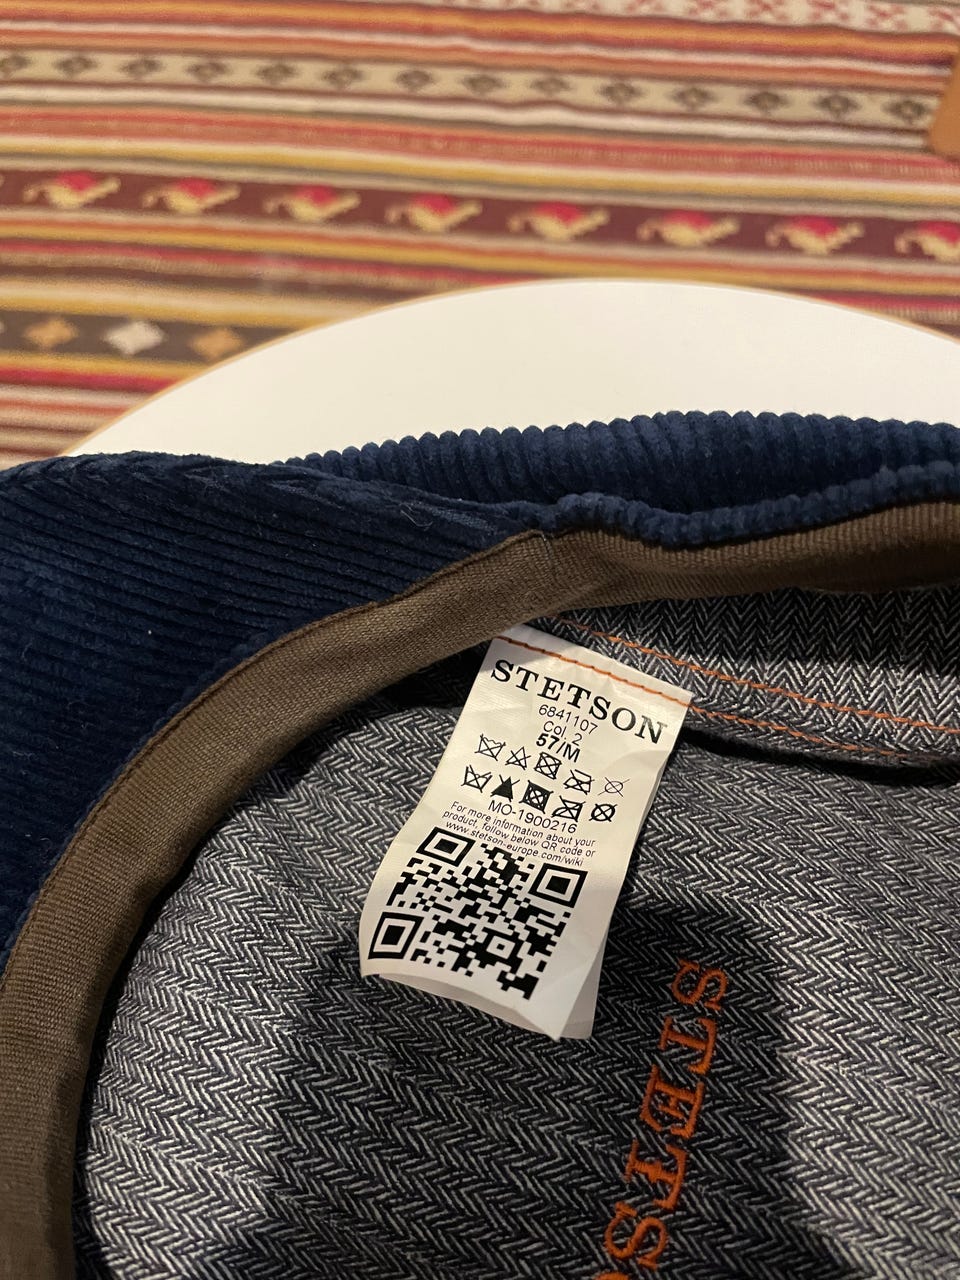 STETSON
6841107
Col. 2
57/M
MO-1900216
For more information about your
product, follow below QR code or
www.stetson-europe.com/wiki
STETSO